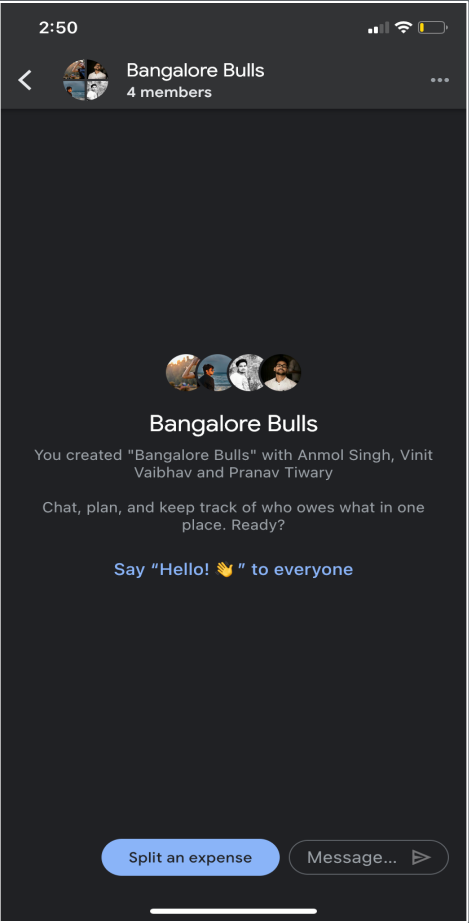 2:50
Bangalore Bulls
4 members
Bangalore Bulls
You created "Bangalore Bulls" with Anmol Singh, Vinit
Vaibhav and Pranav Tiwary
Chat, plan, and keep track of who owes what in one
place. Ready?
Say “Hello! 👋” to everyone
Split an expense
Message...